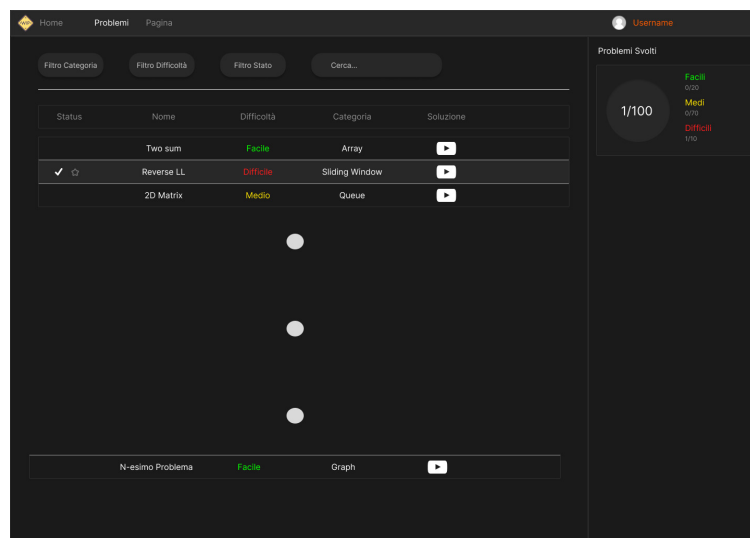 Home Problemi Pagina Username
Problemi Svolti
Filtro Categoria Filtro Difficoltà Filtro Stato Cerca...
Facili
0/20
1/100
Medi
0/70
Difficili
1/10
Status Nome Difficoltà Categoria Soluzione
Two sum Facile Array
Reverse LL Difficile Sliding Window
2D Matrix Medio Queue
N-esimo Problema Facile Graph